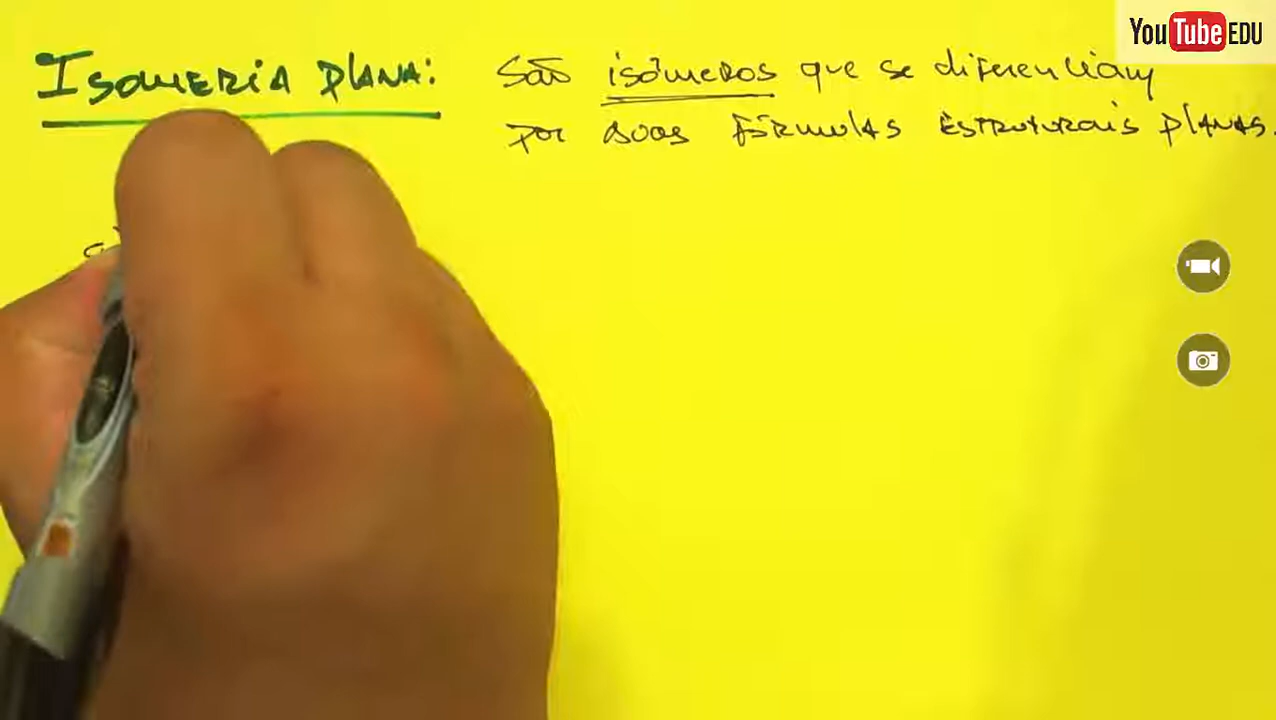 YouTube EDU
Isomeria plana: São isômeros que se diferenciam
por suas fórmulas estruturais planas.